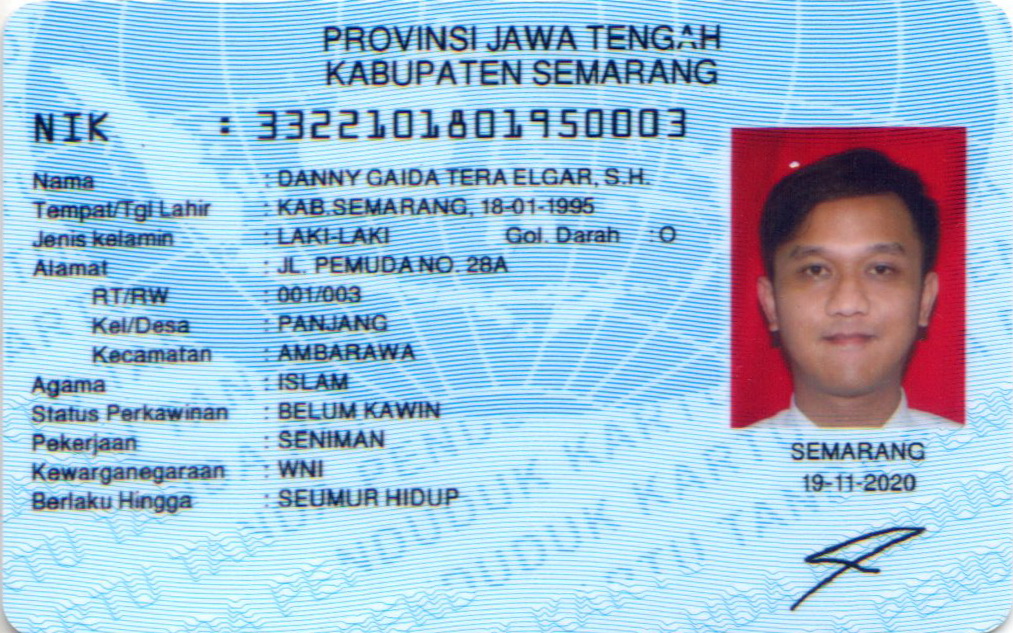 PROVINSI JAWA TENGAH
KABUPATEN SEMARANG
NIK : 3322101801950003
Nama : DANNY GAIDA TERA ELGAR, S.H.
Tempat/Tgl Lahir : KAB.SEMARANG, 18-01-1995
Jenis kelamin : LAKI-LAKI Gol. Darah : O
Alamat : JL. PEMUDA NO. 28A
RT/RW : 001/003
Kel/Desa : PANJANG
Kecamatan : AMBARAWA
Agama : ISLAM
Status Perkawinan : BELUM KAWIN
Pekerjaan : SENIMAN
Kewarganegaraan : WNI
Berlaku Hingga : SEUMUR HIDUP
SEMARANG
19-11-2020